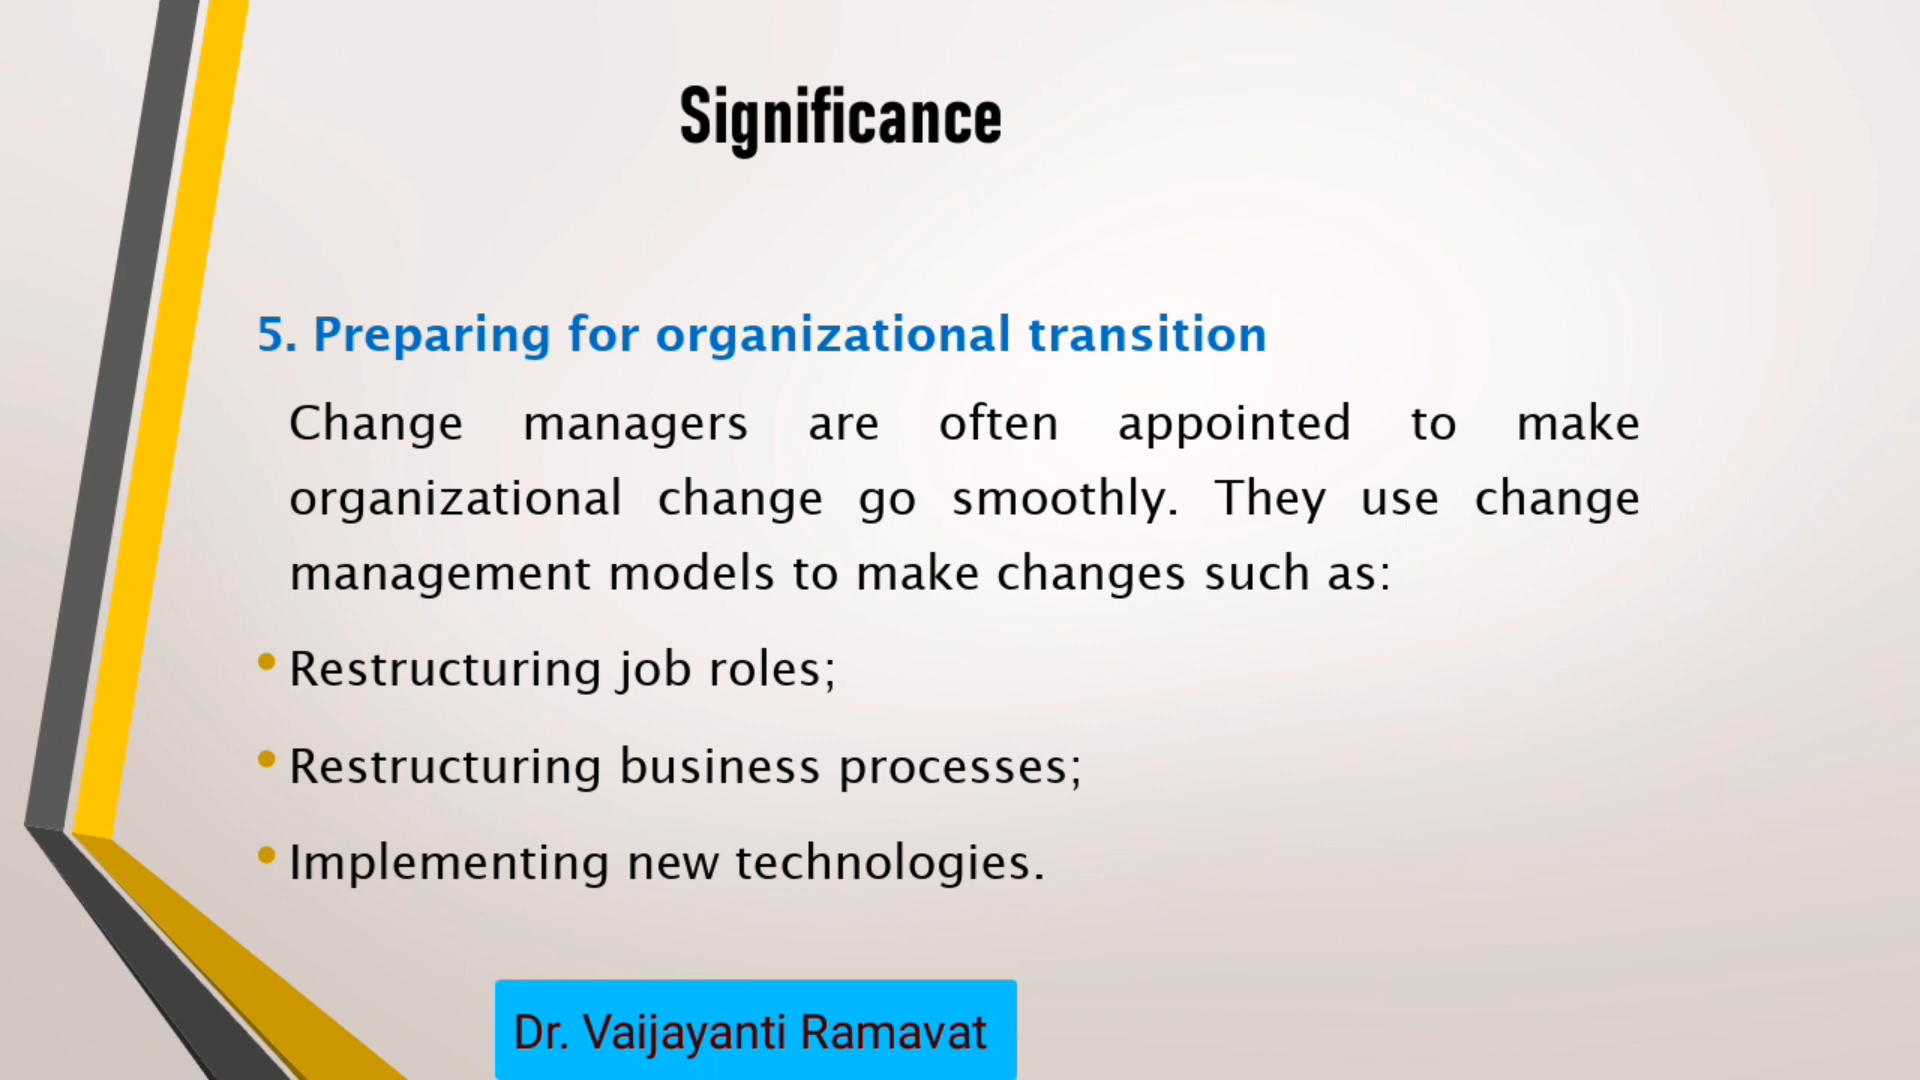 Significance
5. Preparing for organizational transition
Change managers are often appointed to make
organizational change go smoothly. They use change
management models to make changes such as:
• Restructuring job roles;
• Restructuring business processes;
• Implementing new technologies.
Dr. Vaijayanti Ramavat